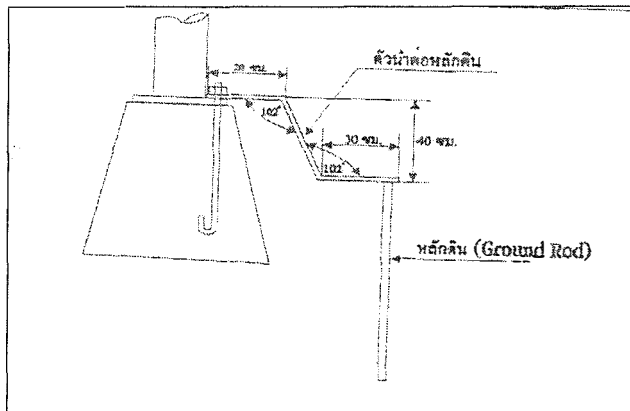 ตัวนำต่อหลักดิน
20 ซม.
102°
30 ซม.
40 ซม.
102°
หลักดิน (Ground Rod)